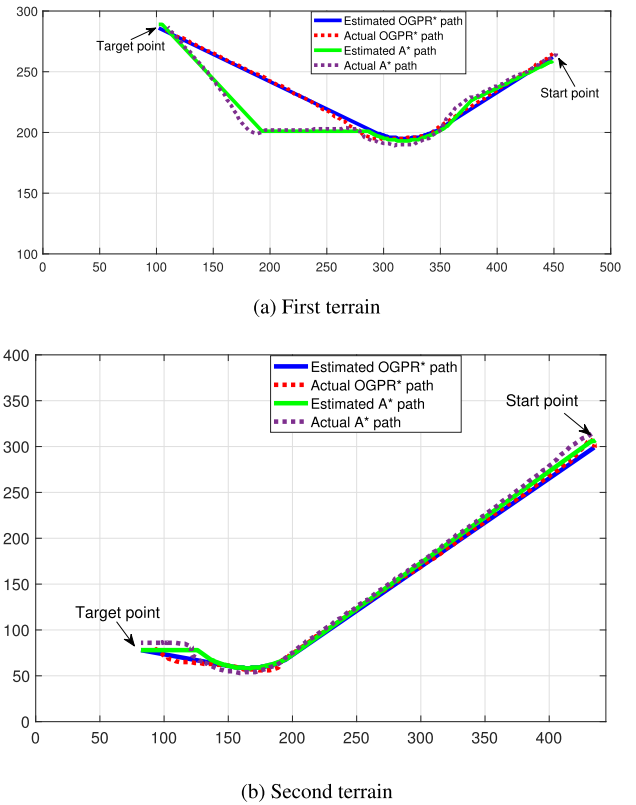 300
250
200
150
100
0 50 100 150 200 250 300 350 400 450 500
Estimated OGPR* path
Actual OGPR* path
Estimated A* path
Actual A* path
Target point
Start point
(a) First terrain
400
350
300
250
200
150
100
50
0
0 50 100 150 200 250 300 350 400
Estimated OGPR* path
Actual OGPR* path
Estimated A* path
Actual A* path
Start point
Target point
(b) Second terrain